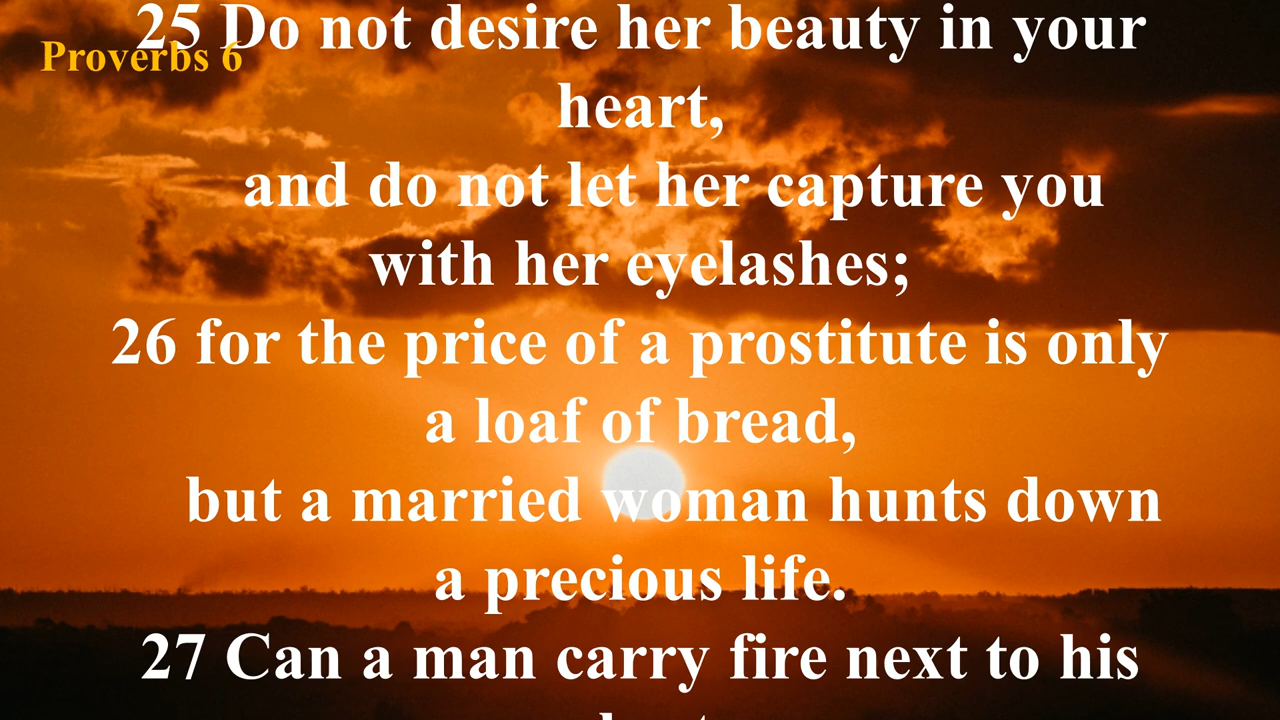 25 Do not desire her beauty in your
Proverbs 6
heart,
and do not let her capture you
with her eyelashes;
26 for the price of a prostitute is only
a loaf of bread,
but a married woman hunts down
a precious life.
27 Can a man carry fire next to his